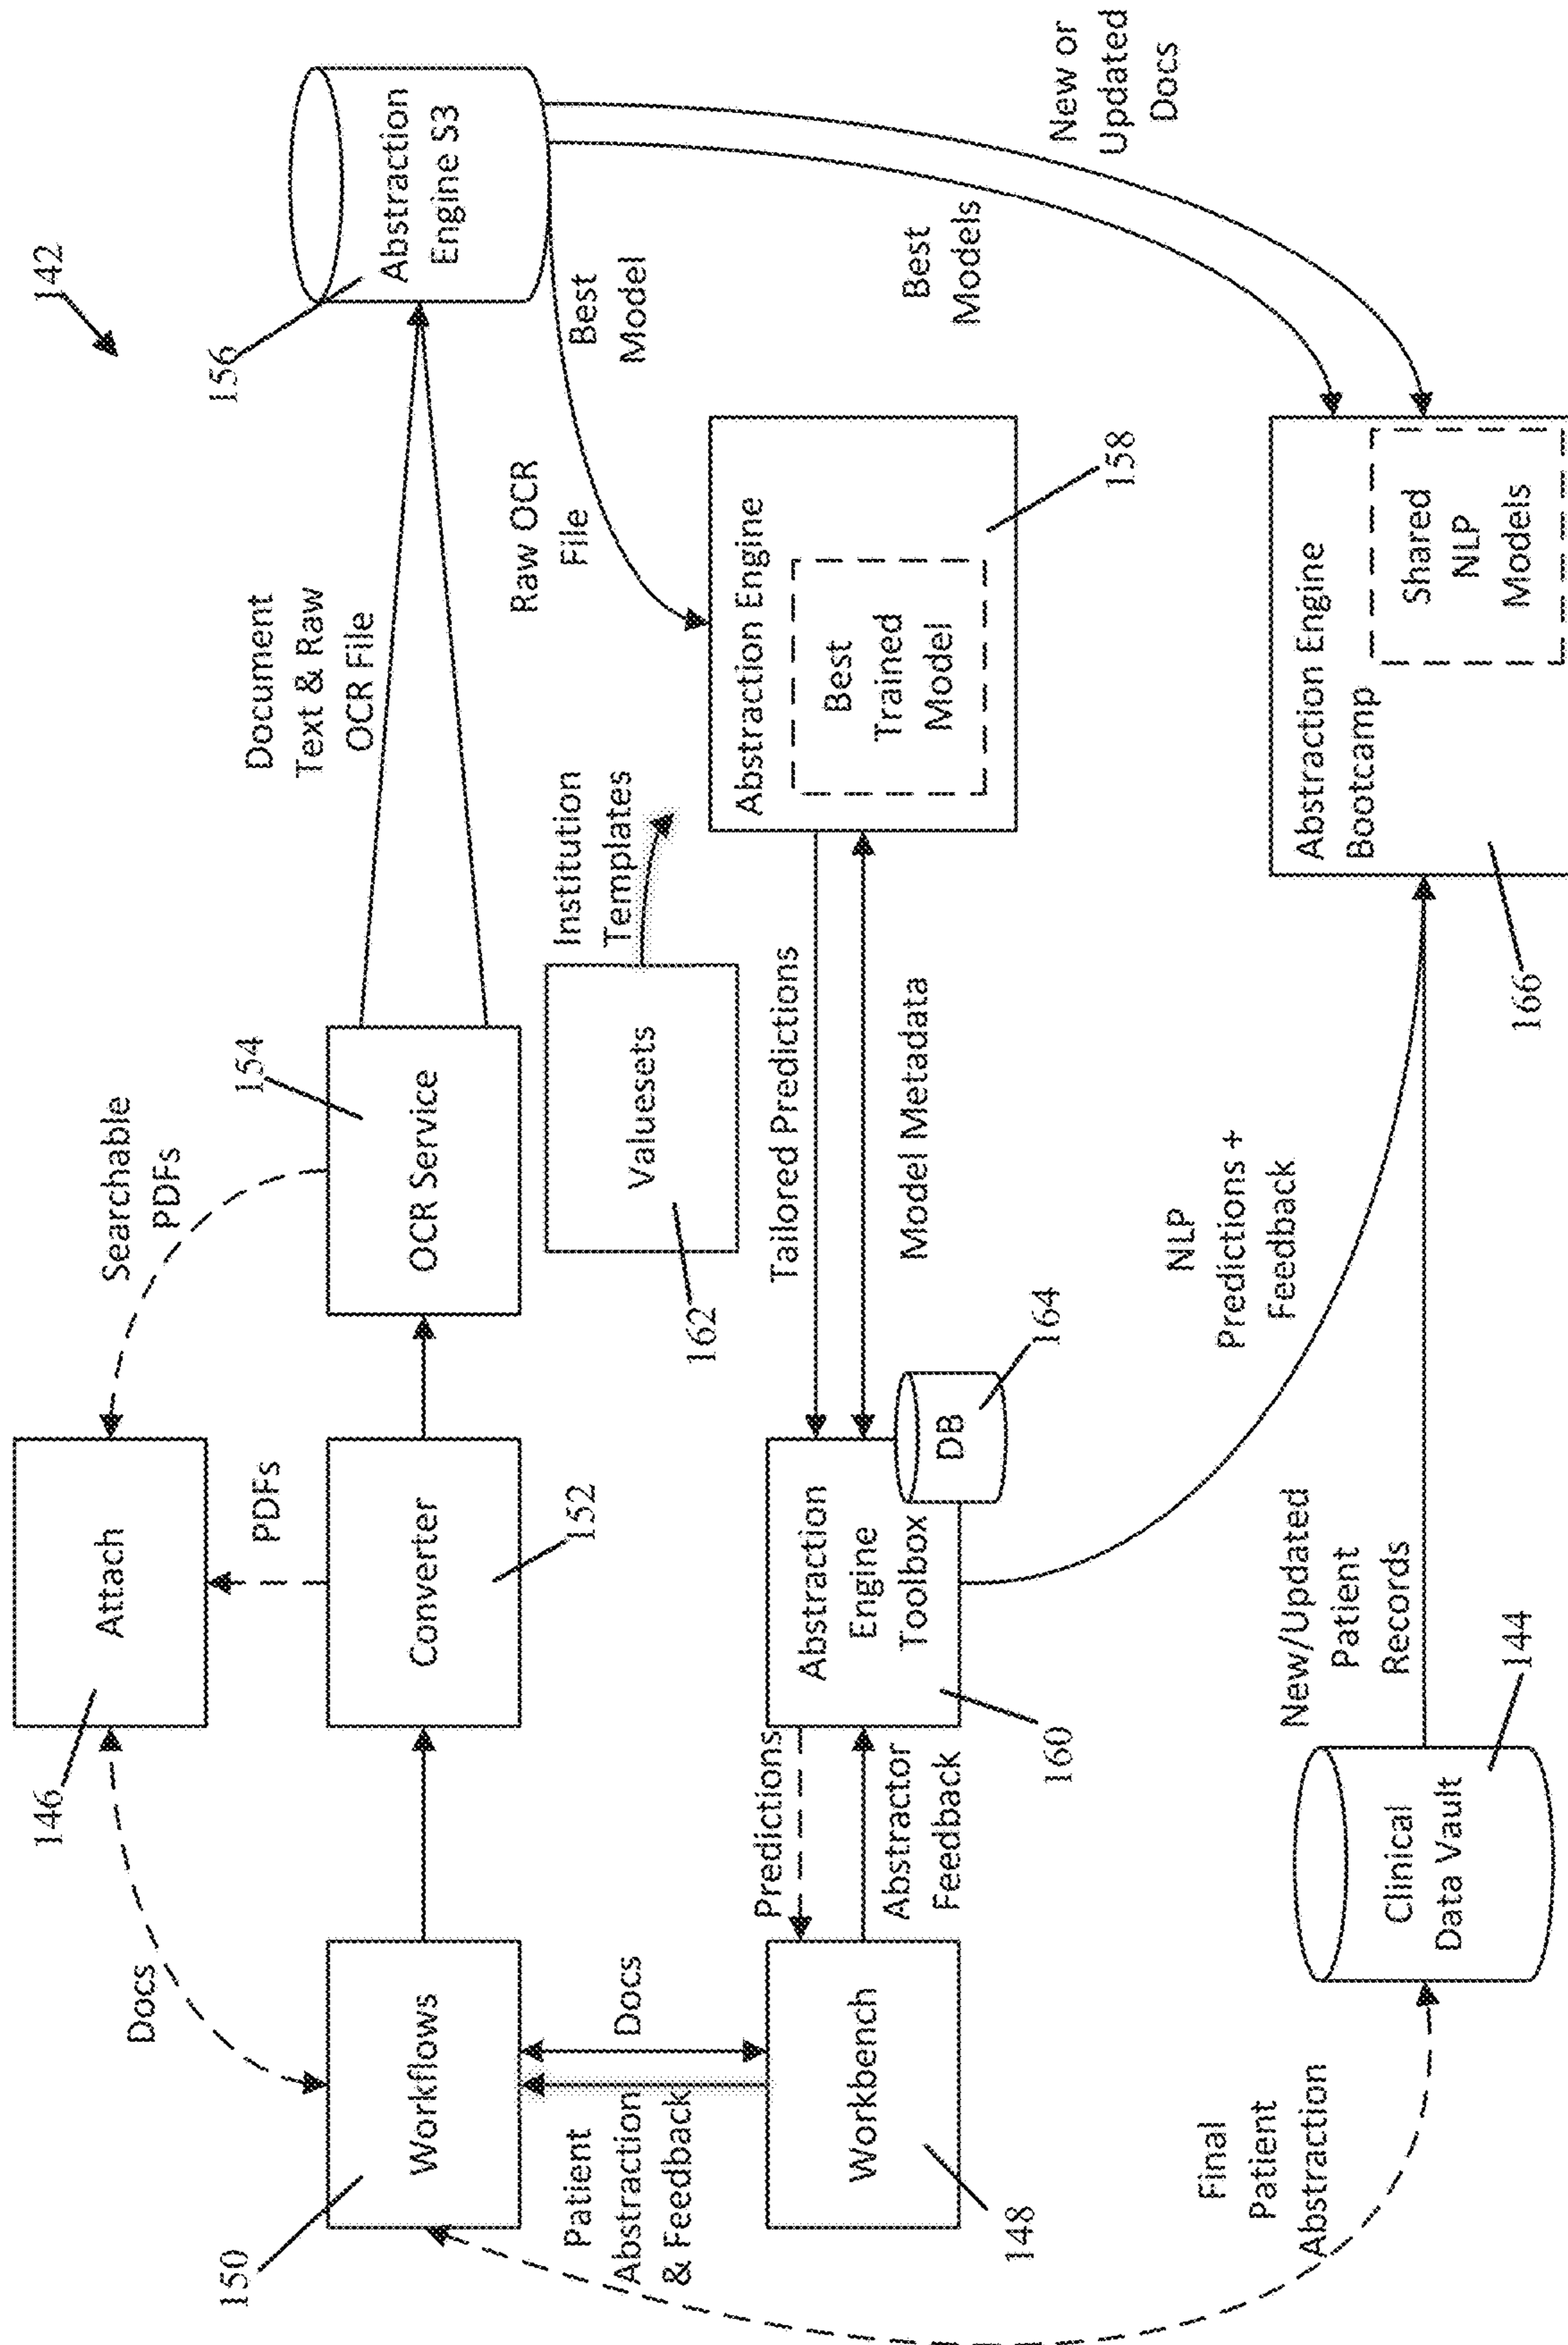 142
146
Attach
Docs
PDFs
Searchable
PDFs
150
Workflows
Converter
152
154
OCR Service
Document
Text & Raw
OCR File
156
Abstraction
Engine S3
Patient
Abstraction
& Feedback
Docs
162
Valuesets
Institution
Templates
Raw OCR
File
Best
Model
148
Workbench
Predictions
Abstractor
Feedback
160
Abstraction
Engine
Toolbox
DB
164
Tailored Predictions
Model Metadata
Abstraction Engine
Best
Trained
Model
158
Best
Models
New or
Updated
Docs
Final
Patient
Abstraction
Clinical
Data Vault
144
New/Updated
Patient
Records
NLP
Predictions +
Feedback
166
Abstraction Engine
Bootcamp
Shared
NLP
Models